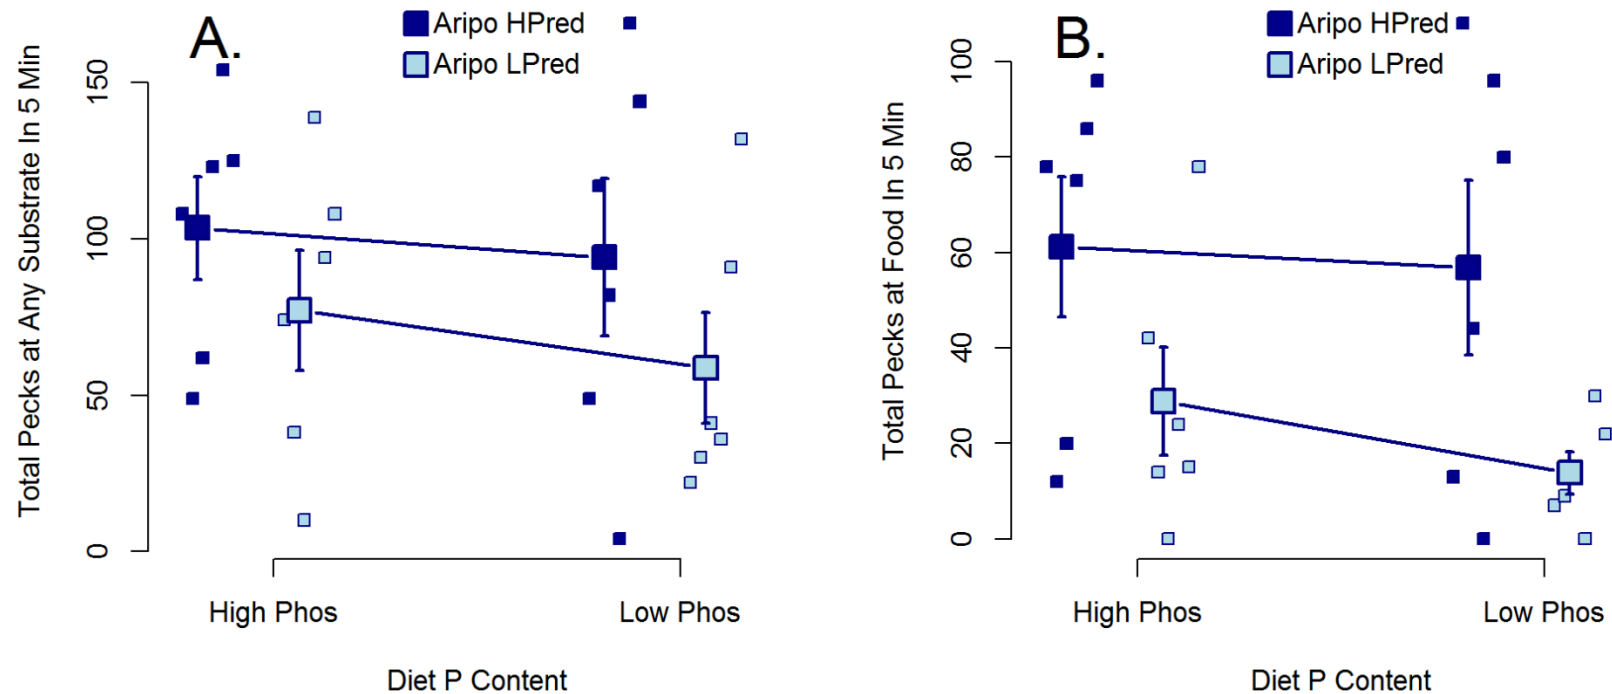 A.
Aripo HPred
Aripo LPred
Total Pecks at Any Substrate In 5 Min
150
100
50
0
High Phos
Low Phos
Diet P Content
B.
Aripo HPred
Aripo LPred
Total Pecks at Food In 5 Min
100
80
60
40
20
0
High Phos
Low Phos
Diet P Content